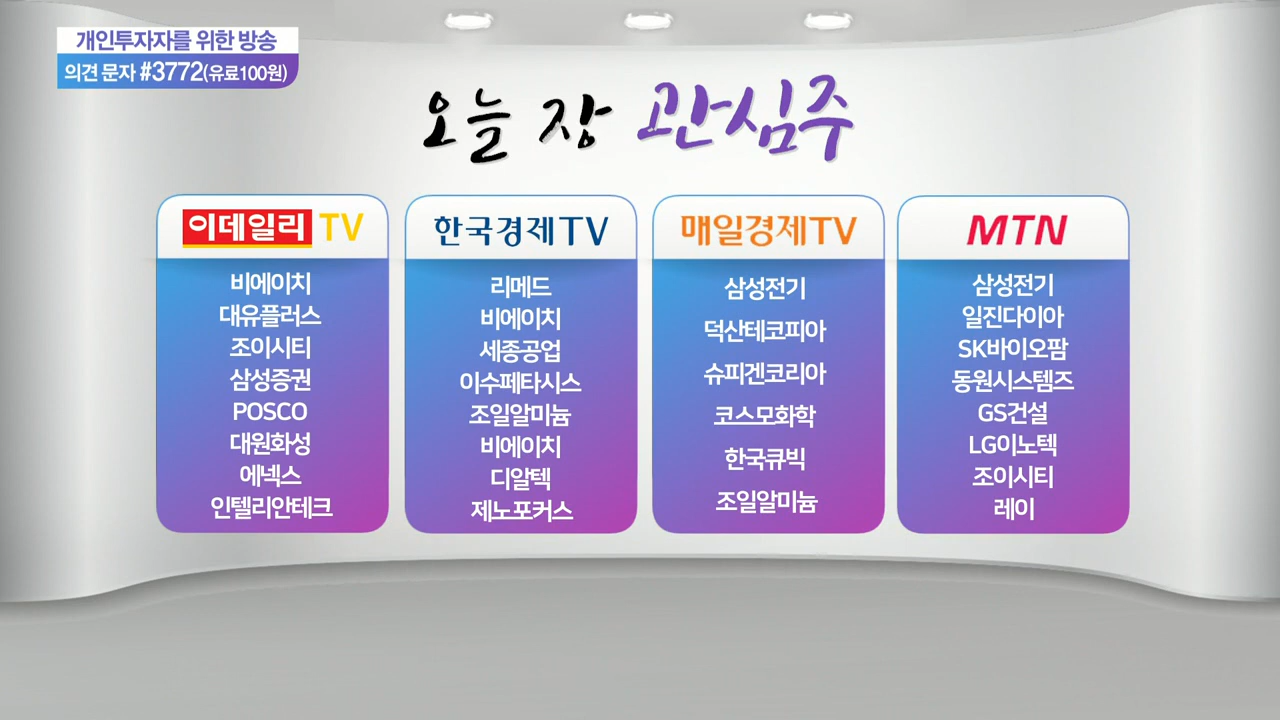 개인투자자를 위한 방송
의견 문자 #3772(유료100원)
오늘 장 관심주
이데일리 TV
비에이치
대유플러스
조이시티
삼성증권
POSCO
대원화성
에넥스
인텔리안테크
한국경제TV
리메드
비에이치
세종공업
이수페타시스
조일알미늄
비에이치
디알텍
제노포커스
매일경제TV
삼성전기
덕산테코피아
슈피겐코리아
코스모화학
한국큐빅
조일알미늄
MTN
삼성전기
일진다이아
SK바이오팜
동원시스템즈
GS건설
LG이노텍
조이시티
레이